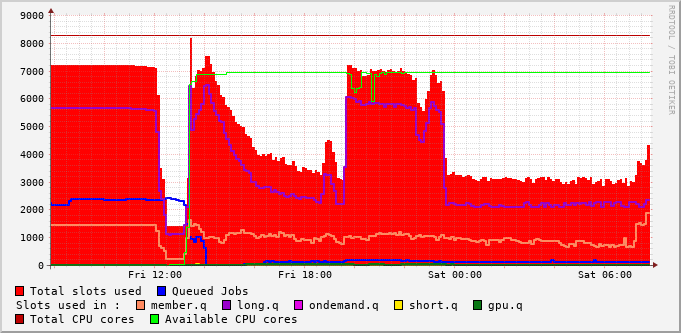 RRDTOOL / TOBI OETIKER
9000
8000
7000
6000
5000
4000
3000
2000
1000
0
Fri 12:00 Fri 18:00 Sat 00:00 Sat 06:00
Total slots used Queued Jobs
Slots used in : member.q long.q ondemand.q short.q gpu.q
Total CPU cores Available CPU cores